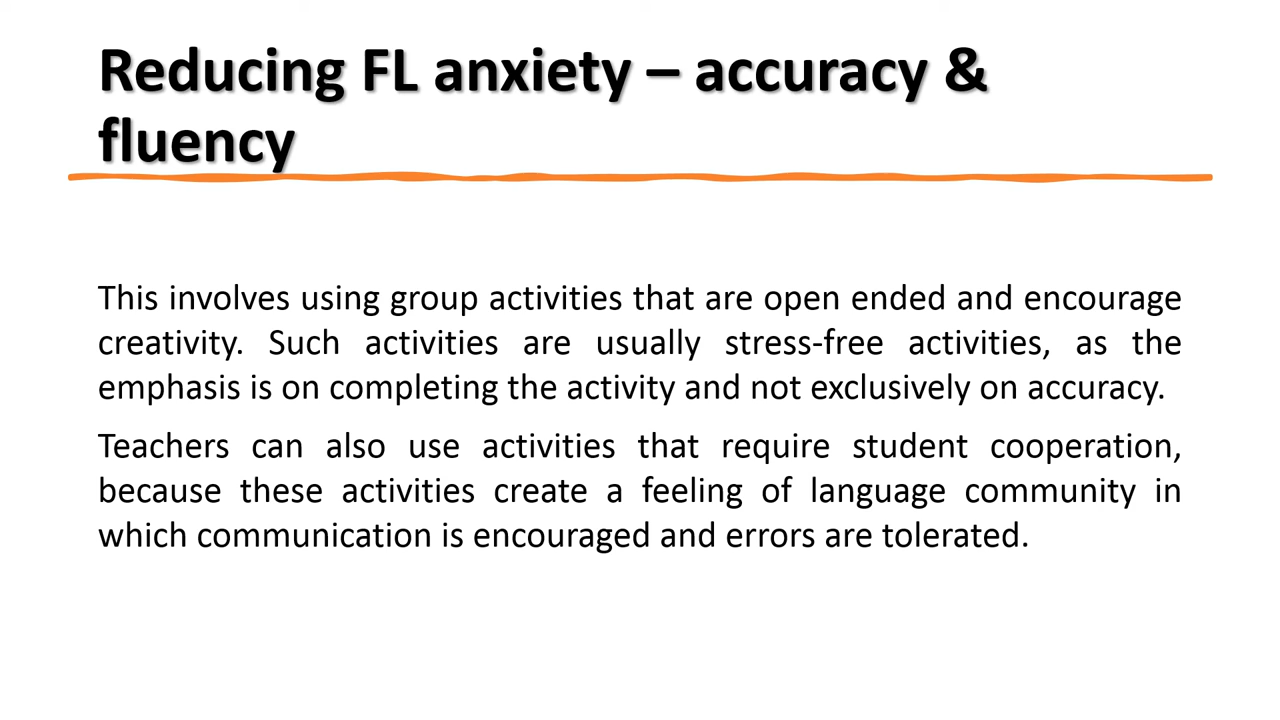 Reducing FL anxiety – accuracy &
fluency
This involves using group activities that are open ended and encourage
creativity. Such activities are usually stress-free activities, as the
emphasis is on completing the activity and not exclusively on accuracy.
Teachers can also use activities that require student cooperation,
because these activities create a feeling of language community in
which communication is encouraged and errors are tolerated.